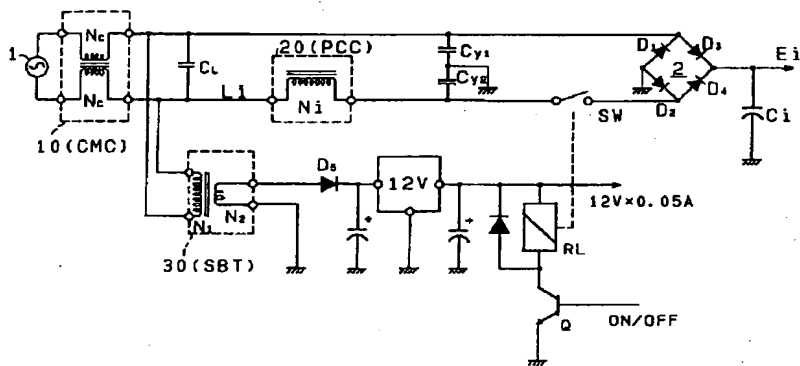 1
Nc
Nc
10(CMC)
CL
Li
20(PCC)
Ni
Cy1
Cy2
SW
D1
D3
2
D2
D4
Ei
Ci
N1
N2
30(SBT)
D5
12V
+
+
12V×0.05A
RL
Q
ON/OFF